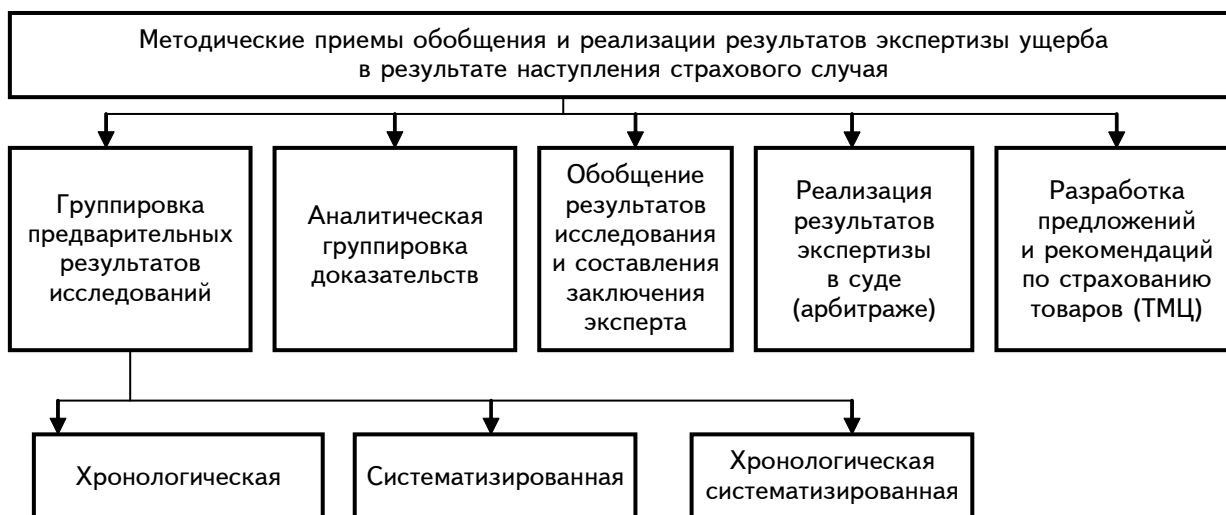 Методические приемы обобщения и реализации результатов экспертизы ущерба
в результате наступления страхового случая
Группировка
предварительных
результатов
исследований
Аналитическая
группировка
доказательств
Обобщение
результатов
исследования
и составления
заключения
эксперта
Реализация
результатов
экспертизы
в суде
(арбитраже)
Разработка
предложений
и рекомендаций
по страхованию
товаров (ТМЦ)
Хронологическая
Систематизированная
Хронологическая
систематизированная